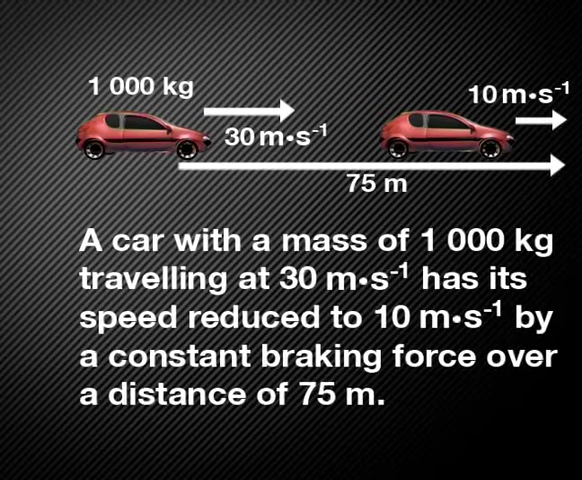 1 000 kg
10 m•s⁻¹
30 m•s⁻¹
75 m
A car with a mass of 1 000 kg
travelling at 30 m•s⁻¹ has its
speed reduced to 10 m•s⁻¹ by
a constant braking force over
a distance of 75 m.